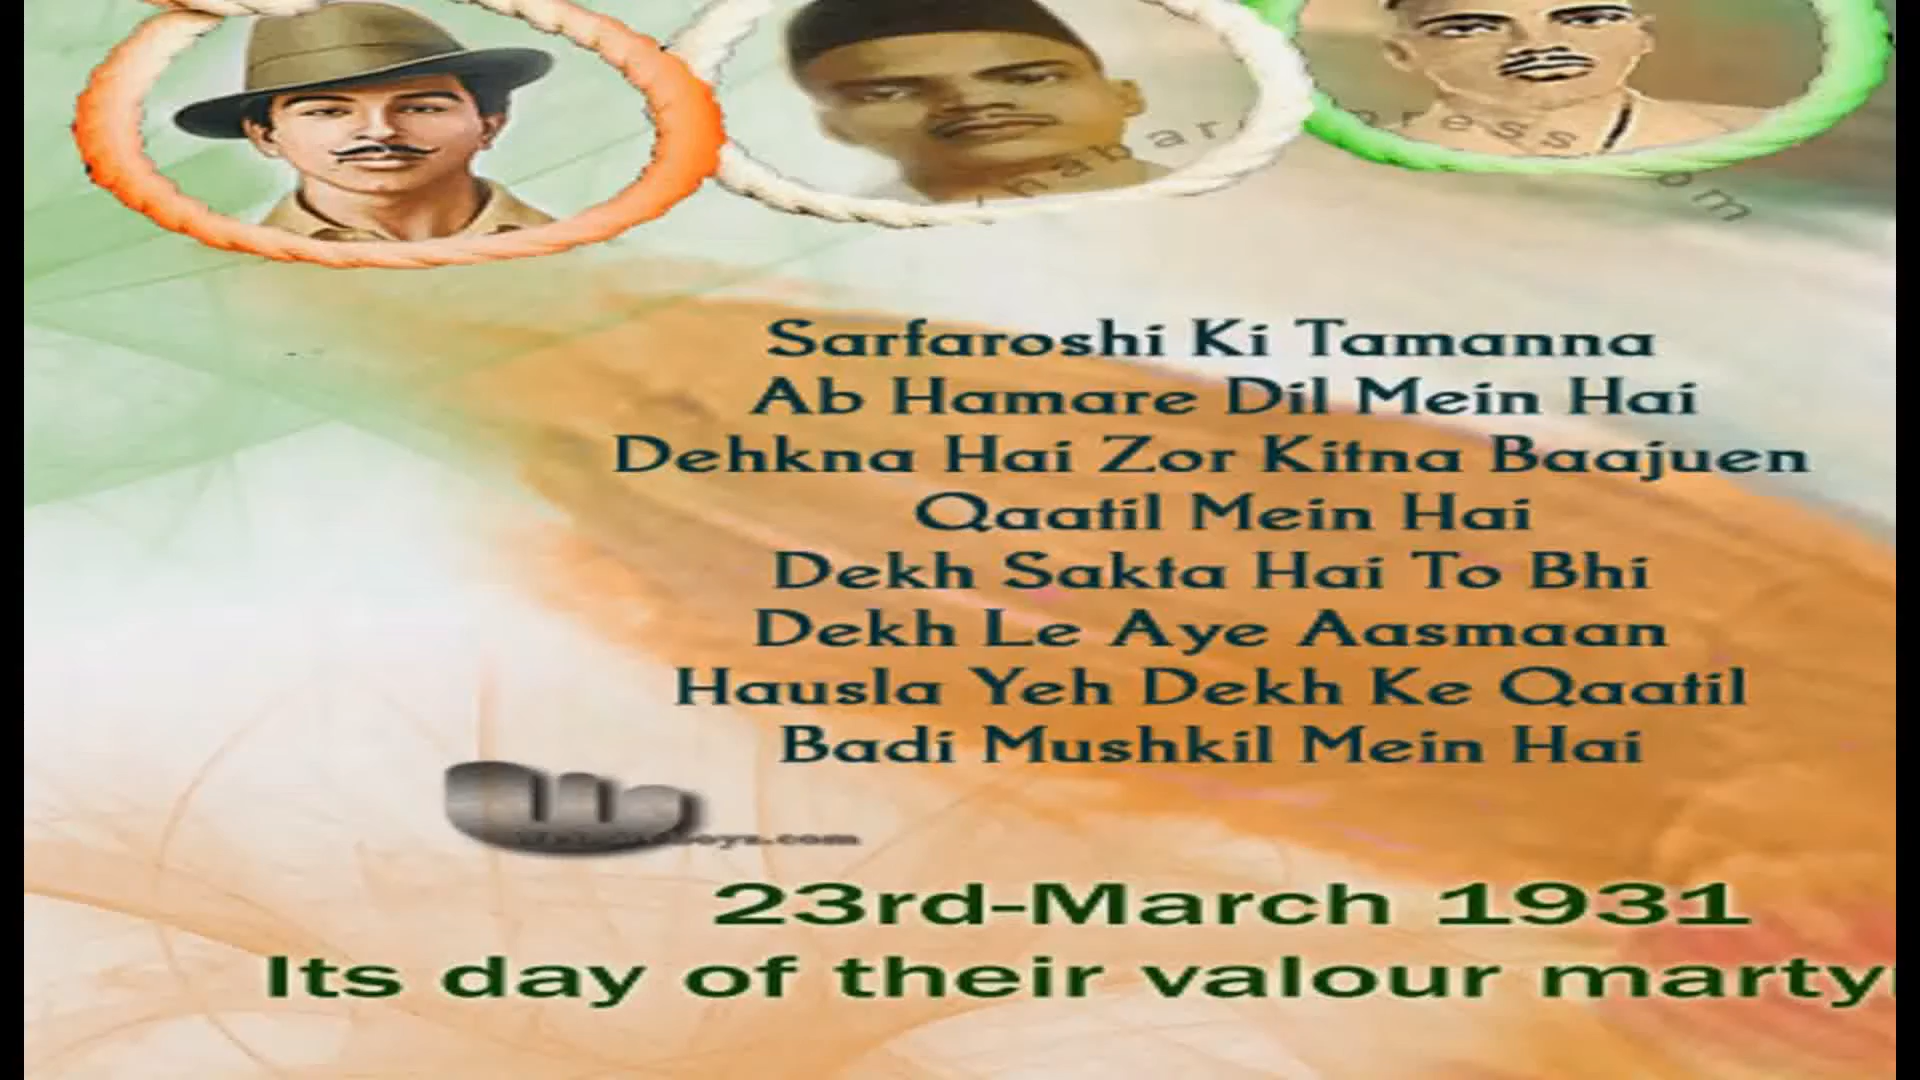 Sarfaroshi Ki Tamanna
Ab Hamare Dil Mein Hai
Dehkna Hai Zor Kitna Baajuen
Qaatil Mein Hai
Dekh Sakta Hai To Bhi
Dekh Le Aye Aasmaan
Hausla Yeh Dekh Ke Qaatil
Badi Mushkil Mein Hai
23rd-March 1931
Its day of their valour